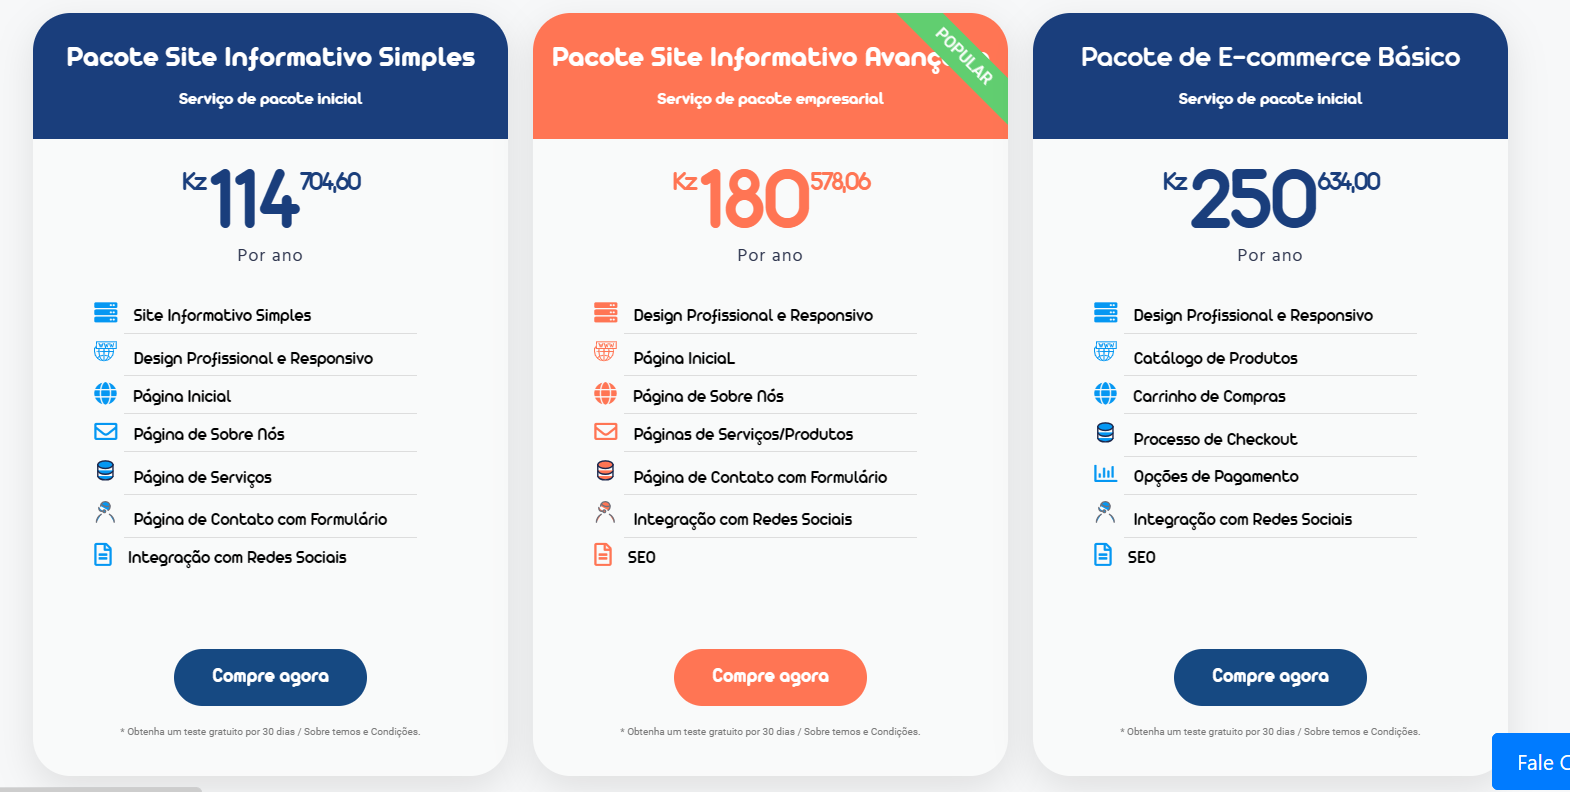 Pacote Site Informativo Simples
Serviço de pacote inicial
Kz 114 704,60
Por ano
Site Informativo Simples
Design Profissional e Responsivo
Página Inicial
Página de Sobre Nós
Página de Serviços
Página de Contato com Formulário
Integração com Redes Sociais
Compre agora
* Obtenha um teste gratuito por 30 dias / Sobre temos e Condições.
POPULAR
Pacote Site Informativo
Serviço de pacote empresarial
Kz 180 578,06
Por ano
Design Profissional e Responsivo
Página IniciaL
Página de Sobre Nós
Páginas de Serviços/Produtos
Página de Contato com Formulário
Integração com Redes Sociais
SEO
Compre agora
* Obtenha um teste gratuito por 30 dias / Sobre temos e Condições.
Pacote de E-commerce Básico
Serviço de pacote inicial
Kz 250 634,00
Por ano
Design Profissional e Responsivo
Catálogo de Produtos
Carrinho de Compras
Processo de Checkout
Opções de Pagamento
Integração com Redes Sociais
SEO
Compre agora
* Obtenha um teste gratuito por 30 dias / Sobre temos e Condições.
Fale